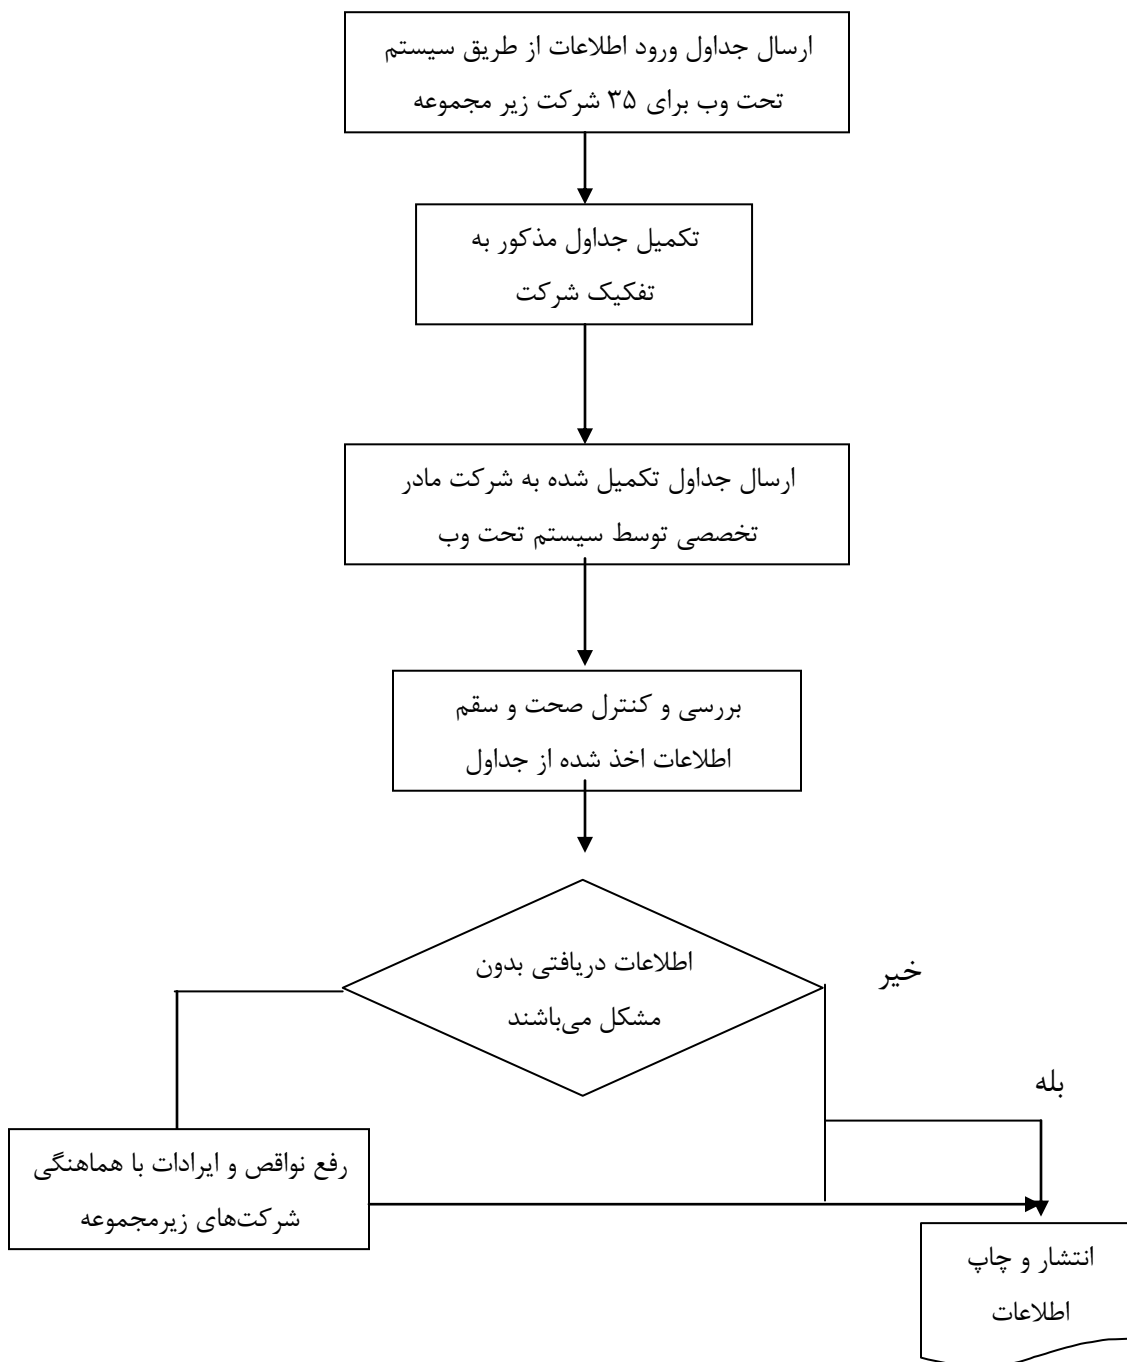 ارسال جداول ورود اطلاعات از طریق سیستم
تحت وب برای ۳۵ شرکت زیر مجموعه
تکمیل جداول مذکور به
تفکیک شرکت
ارسال جداول تکمیل شده به شرکت مادر
تخصصی توسط سیستم تحت وب
بررسی و کنترل صحت و سقم
اطلاعات اخذ شده از جداول
اطلاعات دریافتی بدون
مشکل می‌باشند
خیر
بله
رفع نواقص و ایرادات با هماهنگی
شرکت‌های زیرمجموعه
انتشار و چاپ
اطلاعات